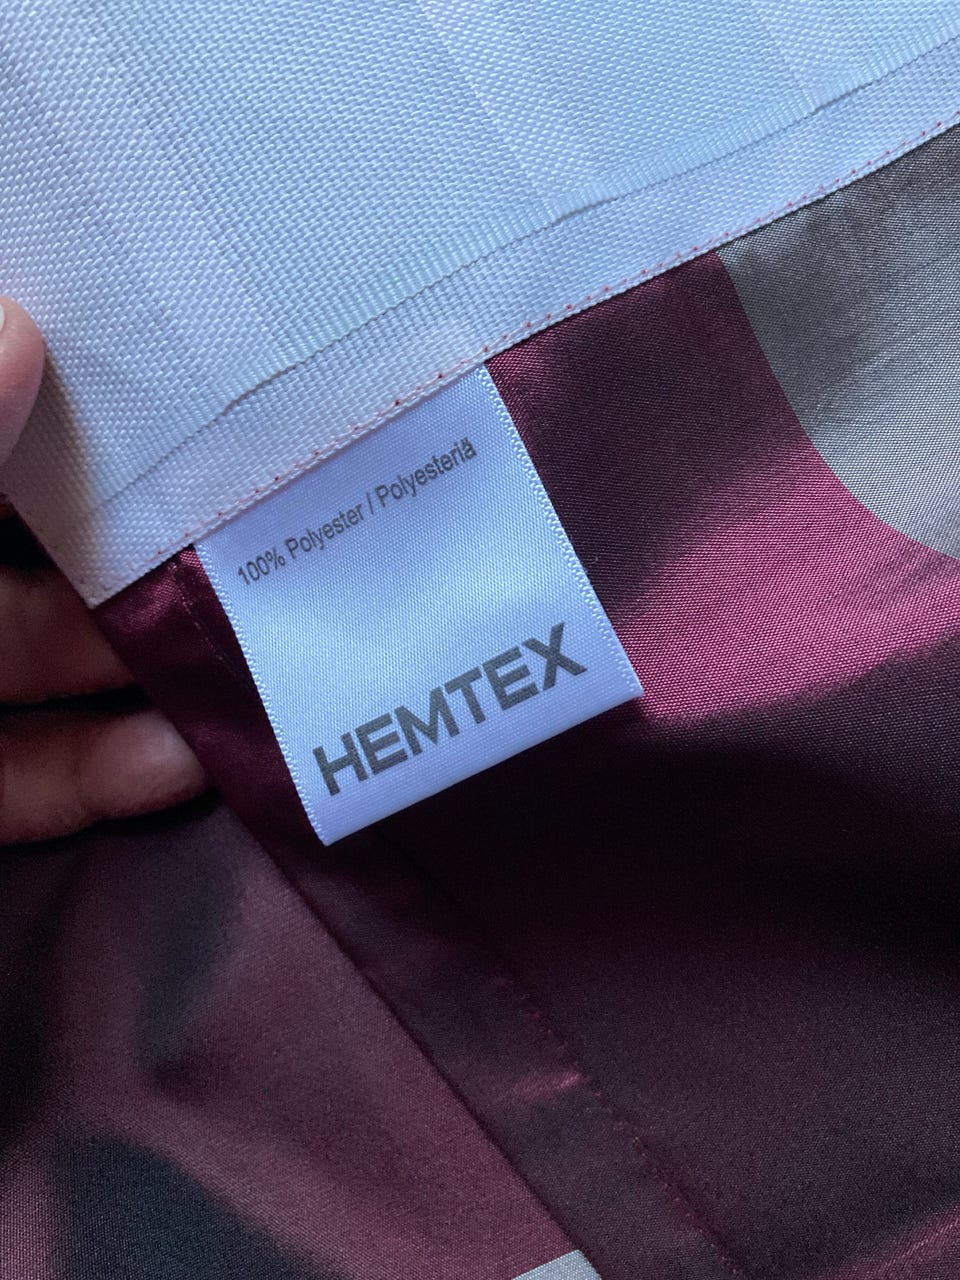 100% Polyester / Polyesteriä
HEMTEX